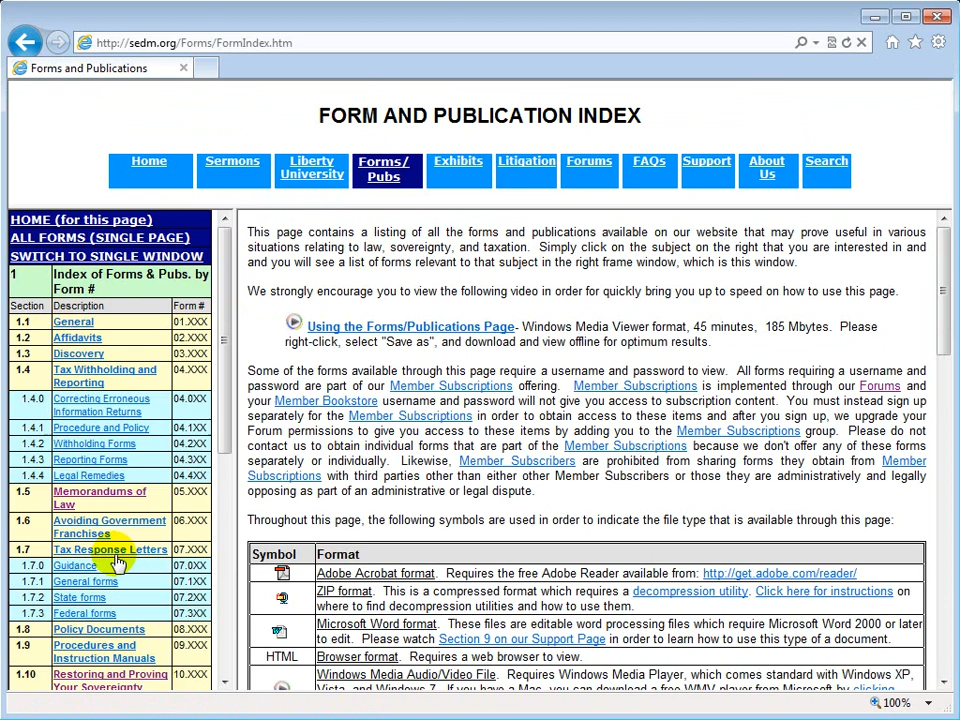 http://sedm.org/Forms/FormIndex.htm
Forms and Publications
FORM AND PUBLICATION INDEX
Home Sermons Liberty University Forms/ Pubs Exhibits Litigation Forums FAQs Support About Us Search
HOME (for this page)
ALL FORMS (SINGLE PAGE)
SWITCH TO SINGLE WINDOW
1 Index of Forms & Pubs. by
Form #
Section Description Form #
1.1 General 01.XXX
1.2 Affidavits 02.XXX
1.3 Discovery 03.XXX
1.4 Tax Withholding and 04.XXX
Reporting
1.4.0 Correcting Erroneous 04.0XX
Information Returns
1.4.1 Procedure and Policy 04.1XX
1.4.2 Withholding Forms 04.2XX
1.4.3 Reporting Forms 04.3XX
1.4.4 Legal Remedies 04.4XX
1.5 Memorandums of 05.XXX
Law
1.6 Avoiding Government 06.XXX
Franchises
1.7 Tax Response Letters 07.XXX
1.7.0 Guidance 07.0XX
1.7.1 General forms 07.1XX
1.7.2 State forms 07.2XX
1.7.3 Federal forms 07.3XX
1.8 Policy Documents 08.XXX
1.9 Procedures and 09.XXX
Instruction Manuals
1.10 Restoring and Proving 10.XXX
Your Sovereignty
This page contains a listing of all the forms and publications available on our website that may prove useful in various
situations relating to law, sovereignty, and taxation. Simply click on the subject on the right that you are interested in and
and you will see a list of forms relevant to that subject in the right frame window, which is this window.
We strongly encourage you to view the following video in order for quickly bring you up to speed on how to use this page.
Using the Forms/Publications Page- Windows Media Viewer format, 45 minutes, 185 Mbytes. Please
right-click, select "Save as", and download and view offline for optimum results.
Some of the forms available through this page require a username and password to view. All forms requiring a username and
password are part of our Member Subscriptions offering. Member Subscriptions is implemented through our Forums and
your Member Bookstore username and password will not give you access to subscription content. You must instead sign up
separately for the Member Subscriptions in order to obtain access to these items and after you sign up, we upgrade your
Forum permissions to give you access to these items by adding you to the Member Subscriptions group. Please do not
contact us to obtain individual forms that are part of the Member Subscriptions because we don't offer any of these forms
separately or individually. Likewise, Member Subscribers are prohibited from sharing forms they obtain from Member
Subscriptions with third parties other than either other Member Subscribers or those they are administratively and legally
opposing as part of an administrative or legal dispute.
Throughout this page, the following symbols are used in order to indicate the file type that is available through this page:
Symbol Format
Adobe Acrobat format. Requires the free Adobe Reader available from: http://get.adobe.com/reader/
ZIP format. This is a compressed format which requires a decompression utility. Click here for instructions on
where to find decompression utilities and how to use them.
Microsoft Word format. These files are editable word processing files which require Microsoft Word 2000 or later
to edit. Please watch Section 9 on our Support Page in order to learn how to use this type of document.
HTML Browser format. Requires a web browser to view.
Windows Media Audio/Video File. Requires Windows Media Player, which comes standard with Windows XP,
Vista, and Windows 7. If you have a Mac, you can download a free WMV player from Microsoft by clicking
100%